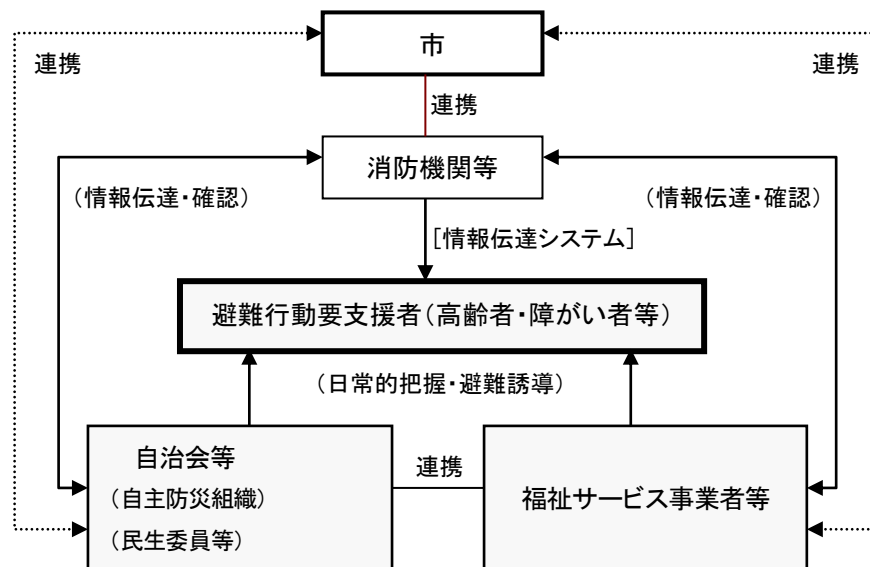 市
連携
連携
連携
消防機関等
（情報伝達・確認）
（情報伝達・確認）
［情報伝達システム］
避難行動要支援者（高齢者・障がい者等）
（日常的把握・避難誘導）
自治会等
（自主防災組織）
（民生委員等）
連携
福祉サービス事業者等